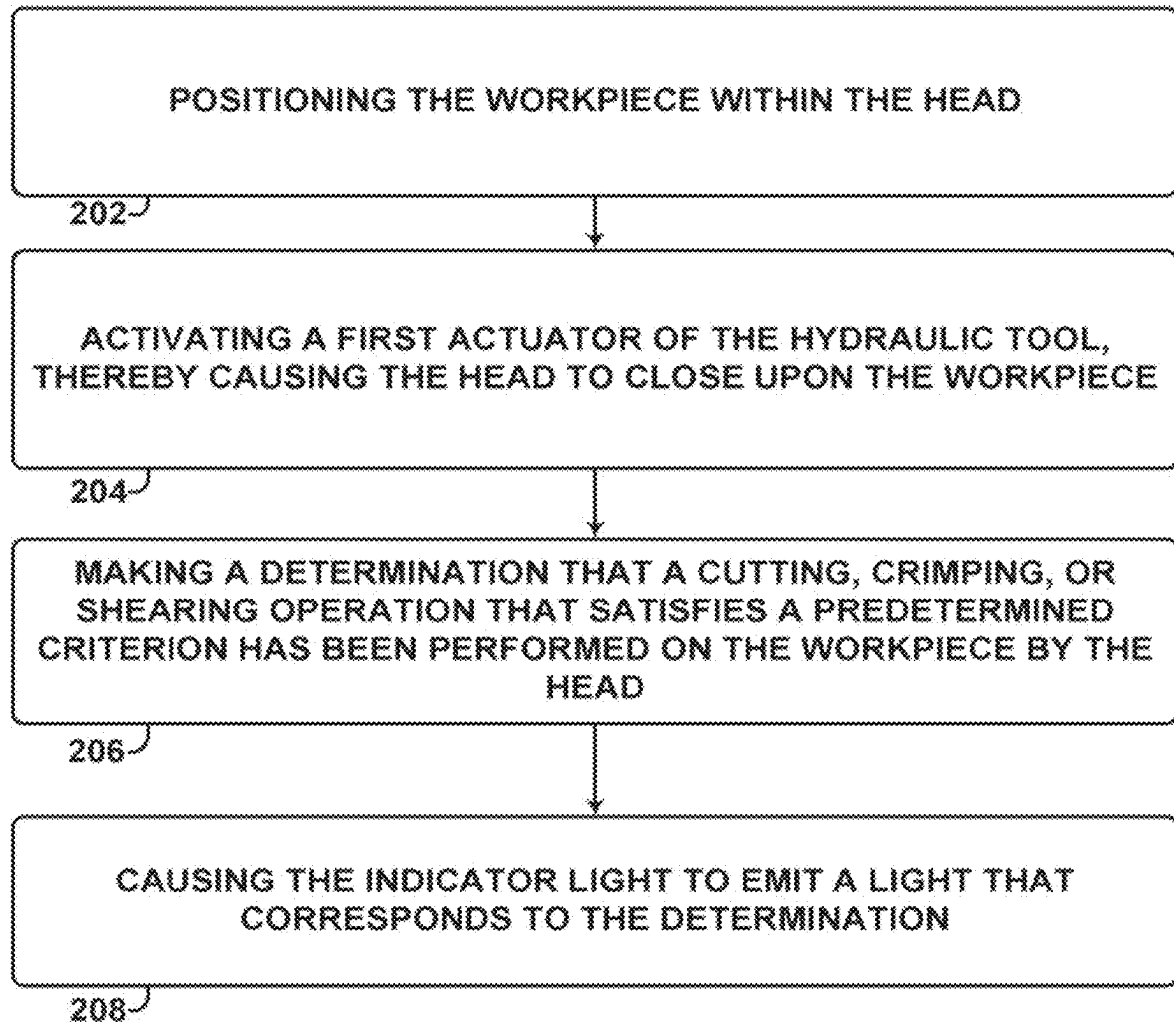 POSITIONING THE WORKPIECE WITHIN THE HEAD
202
ACTIVATING A FIRST ACTUATOR OF THE HYDRAULIC TOOL,
THEREBY CAUSING THE HEAD TO CLOSE UPON THE WORKPIECE
204
MAKING A DETERMINATION THAT A CUTTING, CRIMPING, OR
SHEARING OPERATION THAT SATISFIES A PREDETERMINED
CRITERION HAS BEEN PERFORMED ON THE WORKPIECE BY THE
HEAD
206
CAUSING THE INDICATOR LIGHT TO EMIT A LIGHT THAT
CORRESPONDS TO THE DETERMINATION
208